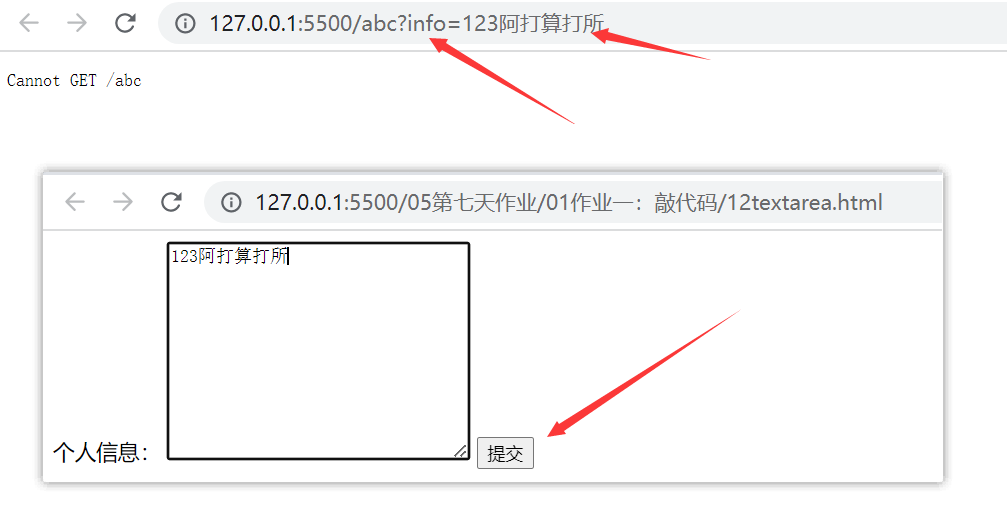 127.0.0.1:5500/abc?info=123阿打算打所
Cannot GET /abc
127.0.0.1:5500/05第七天作业/01作业一：敲代码/12textarea.html
123阿打算打所
个人信息：
提交